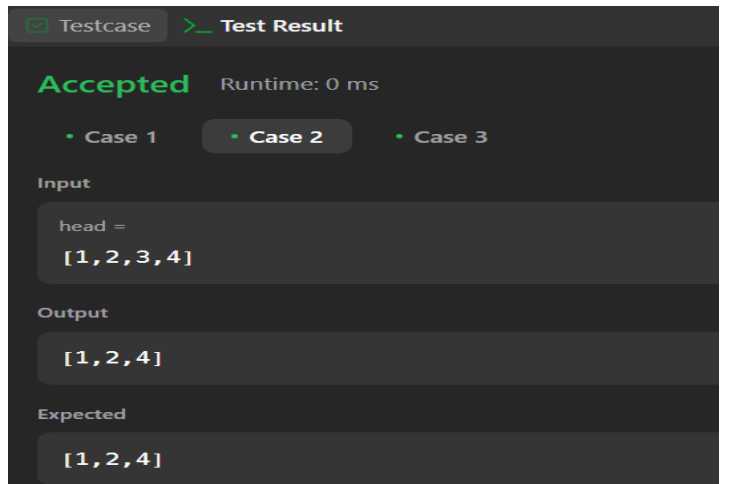 Testcase >_ Test Result
Accepted Runtime: 0 ms
• Case 1 • Case 2 • Case 3
Input
head =
[1,2,3,4]
Output
[1,2,4]
Expected
[1,2,4]